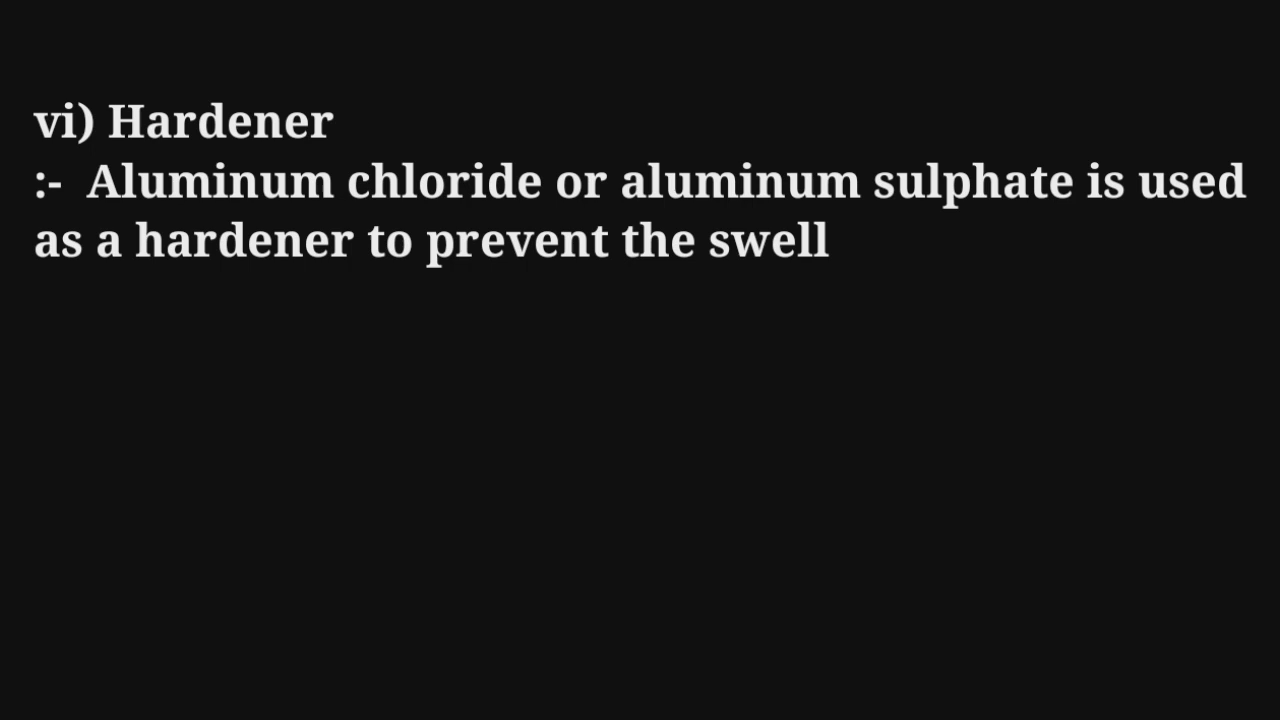 vi) Hardener
:-  Aluminum chloride or aluminum sulphate is used
as a hardener to prevent the swell